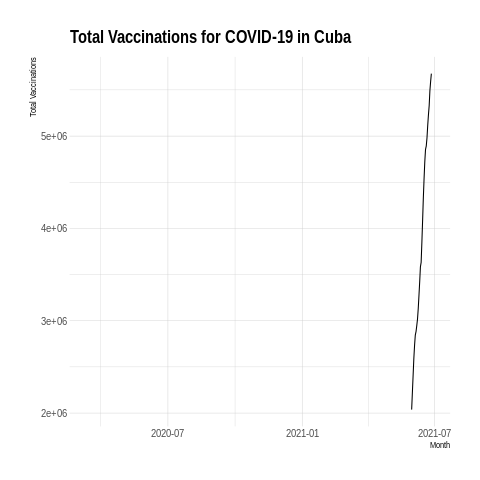 Total Vaccinations for COVID-19 in Cuba
Total Vaccinations
5e+06
4e+06
3e+06
2e+06
2020-07 2021-01 2021-07
Month